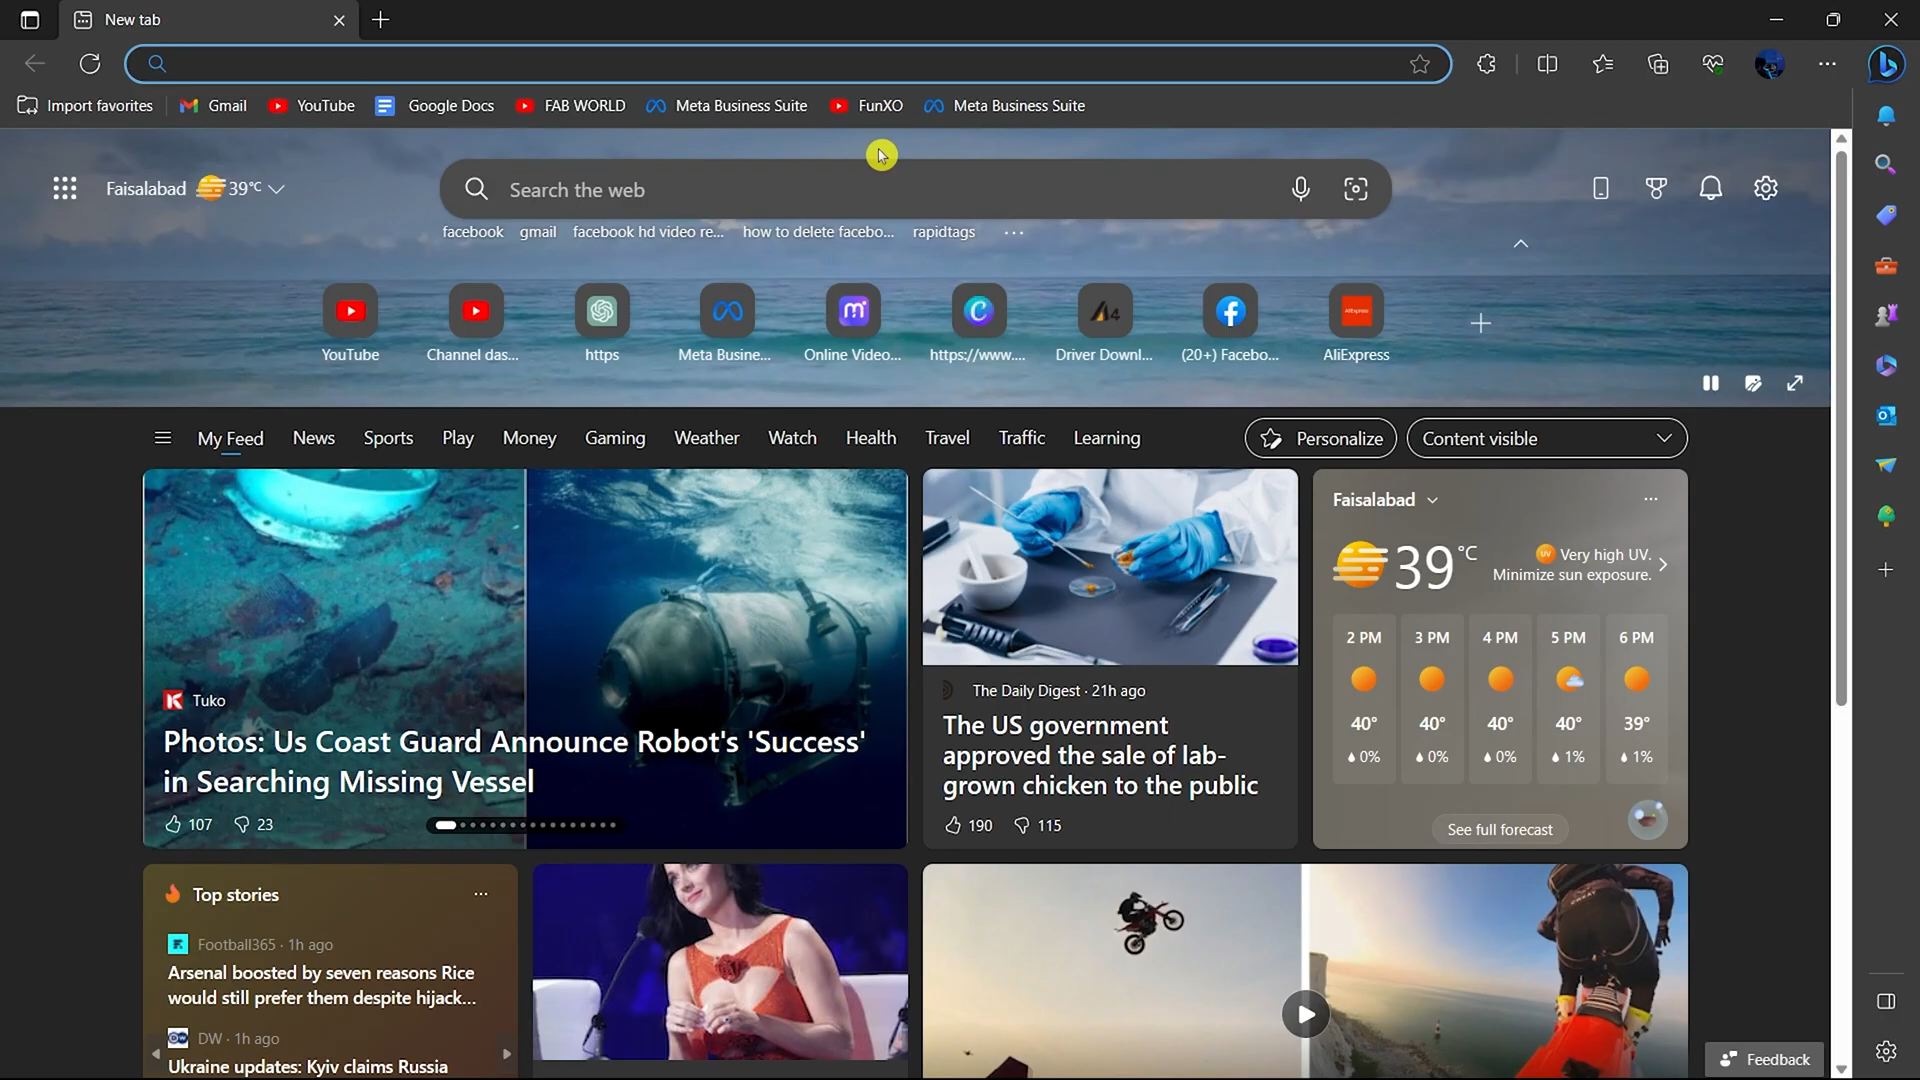 New tab
Import favorites
Gmail
YouTube
Google Docs
FAB WORLD
Meta Business Suite
FunXO
Meta Business Suite
Faisalabad
39°C
Search the web
facebook
gmail
facebook hd video re...
how to delete facebo...
rapidtags
YouTube
Channel das...
https
Meta Busine...
Online Video...
https://www....
Driver Downl...
(20+) Facebo...
AliExpress
My Feed
News
Sports
Play
Money
Gaming
Weather
Watch
Health
Travel
Traffic
Learning
Personalize
Content visible
Tuko
Photos: Us Coast Guard Announce Robot's 'Success'
in Searching Missing Vessel
107
23
The Daily Digest · 21h ago
The US government
approved the sale of lab-
grown chicken to the public
190
115
Faisalabad
39°C
UV Very high UV.
Minimize sun exposure.
2 PM 3 PM 4 PM 5 PM 6 PM
40° 40° 40° 40° 39°
0% 0% 0% 1% 1%
See full forecast
Top stories
Football365 · 1h ago
Arsenal boosted by seven reasons Rice
would still prefer them despite hijack...
DW · 1h ago
Ukraine updates: Kyiv claims Russia
Feedback